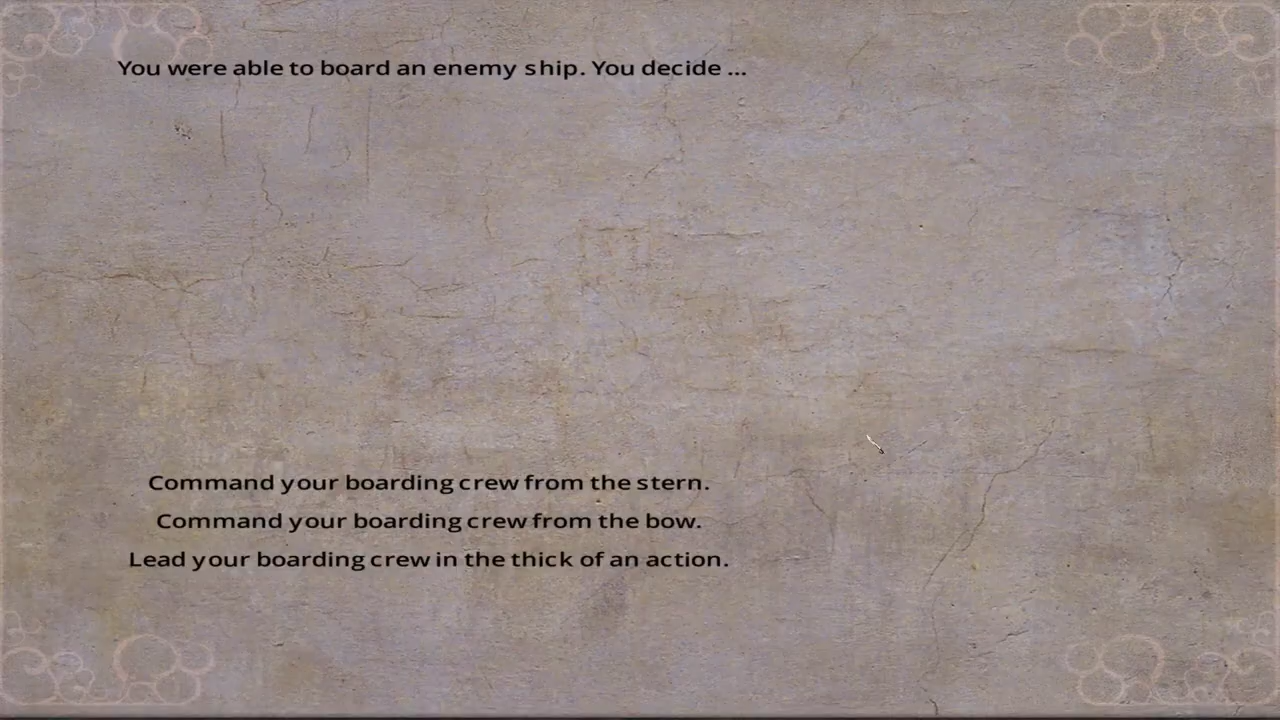 You were able to board an enemy ship. You decide ...
Command your boarding crew from the stern.
Command your boarding crew from the bow.
Lead your boarding crew in the thick of an action.